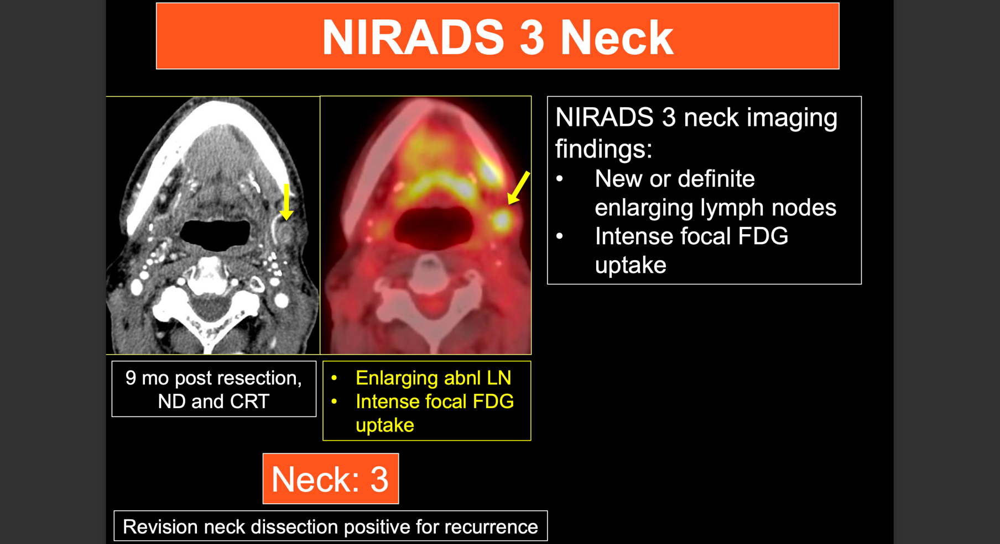 NIRADS 3 Neck
NIRADS 3 neck imaging
findings:
• New or definite
enlarging lymph nodes
• Intense focal FDG
uptake
9 mo post resection,
ND and CRT
• Enlarging abnl LN
• Intense focal FDG
uptake
Neck: 3
Revision neck dissection positive for recurrence